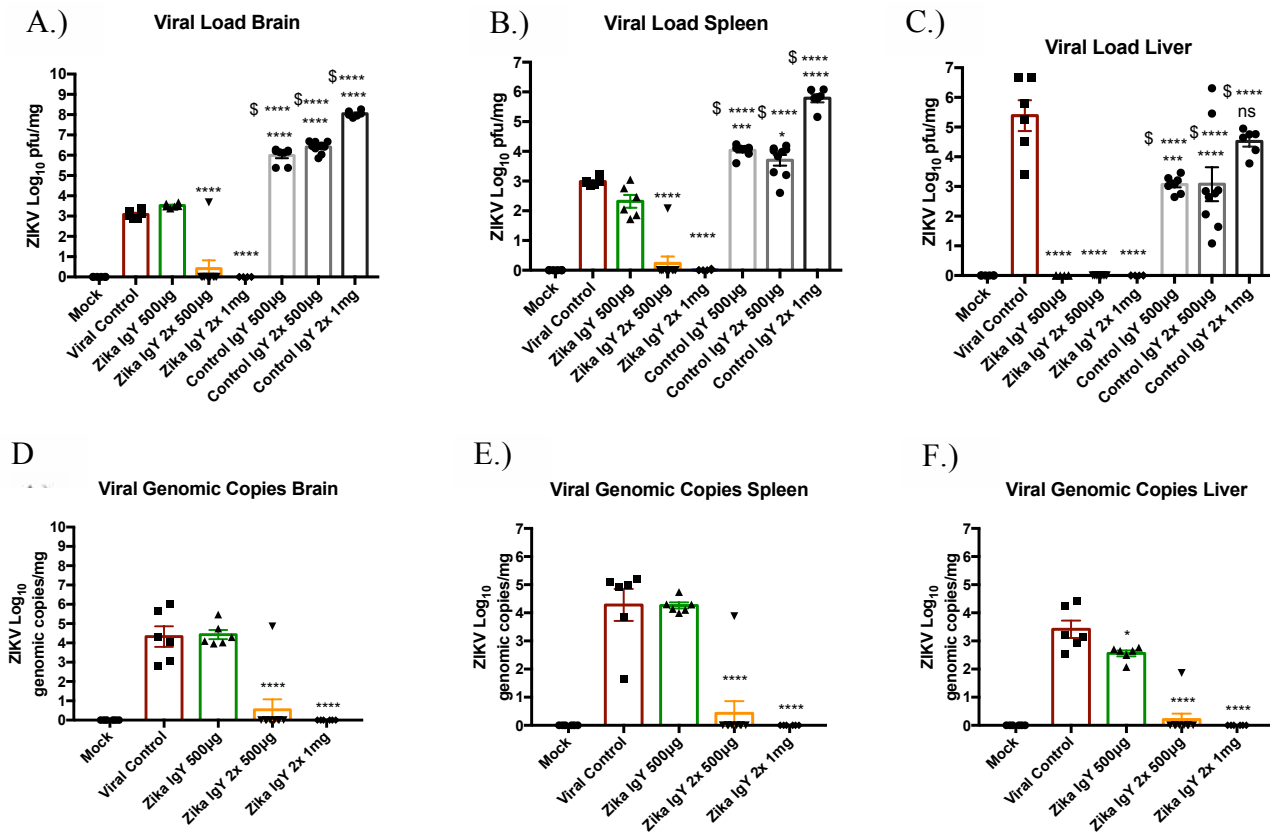 A.)
Viral Load Brain
ZIKV Log10 pfu/mg
10
9
8
7
6
5
4
3
2
1
0
****
****
$ ****
****
$ ****
****
$ ****
****
Mock
Viral Control
Zika IgY 500µg
Zika IgY 2x 500µg
Zika IgY 2x 1mg
Control IgY 500µg
Control IgY 2x 500µg
Control IgY 2x 1mg
B.)
Viral Load Spleen
ZIKV Log10 pfu/mg
7
6
5
4
3
2
1
0
****
****
$ ****
***
$ ****
*
$ ****
****
Mock
Viral Control
Zika IgY 500µg
Zika IgY 2x 500µg
Zika IgY 2x 1mg
Control IgY 500µg
Control IgY 2x 500µg
Control IgY 2x 1mg
C.)
Viral Load Liver
ZIKV Log10 pfu/mg
7
6
5
4
3
2
1
0
****
****
****
$ ****
***
$ ****
****
$ ****
ns
Mock
Viral Control
Zika IgY 500µg
Zika IgY 2x 500µg
Zika IgY 2x 1mg
Control IgY 500µg
Control IgY 2x 500µg
Control IgY 2x 1mg
D
Viral Genomic Copies Brain
ZIKV Log10
genomic copies/mg
10
9
8
7
6
5
4
3
2
1
0
****
****
Mock
Viral Control
Zika IgY 500µg
Zika IgY 2x 500µg
Zika IgY 2x 1mg
E.)
Viral Genomic Copies Spleen
ZIKV Log10
genomic copies/mg
7
6
5
4
3
2
1
0
****
****
Mock
Viral Control
Zika IgY 500µg
Zika IgY 2x 500µg
Zika IgY 2x 1mg
F.)
Viral Genomic Copies Liver
ZIKV Log10
genomic copies/mg
7
6
5
4
3
2
1
0
*
****
****
Mock
Viral Control
Zika IgY 500µg
Zika IgY 2x 500µg
Zika IgY 2x 1mg